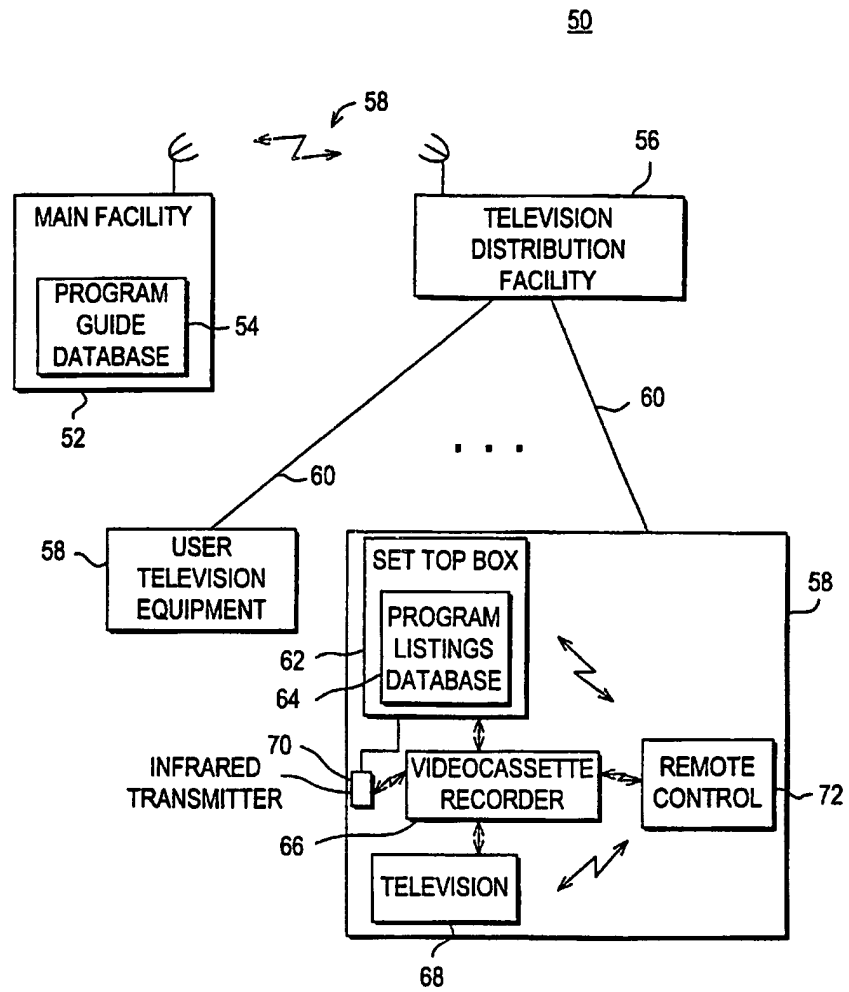 50
58
56
MAIN FACILITY
TELEVISION
DISTRIBUTION
FACILITY
PROGRAM
GUIDE
DATABASE
54
52
60
60
58
USER
TELEVISION
EQUIPMENT
SET TOP BOX
58
PROGRAM
LISTINGS
DATABASE
62
64
70
INFRARED
TRANSMITTER
VIDEOCASSETTE
RECORDER
REMOTE
CONTROL
72
66
TELEVISION
68